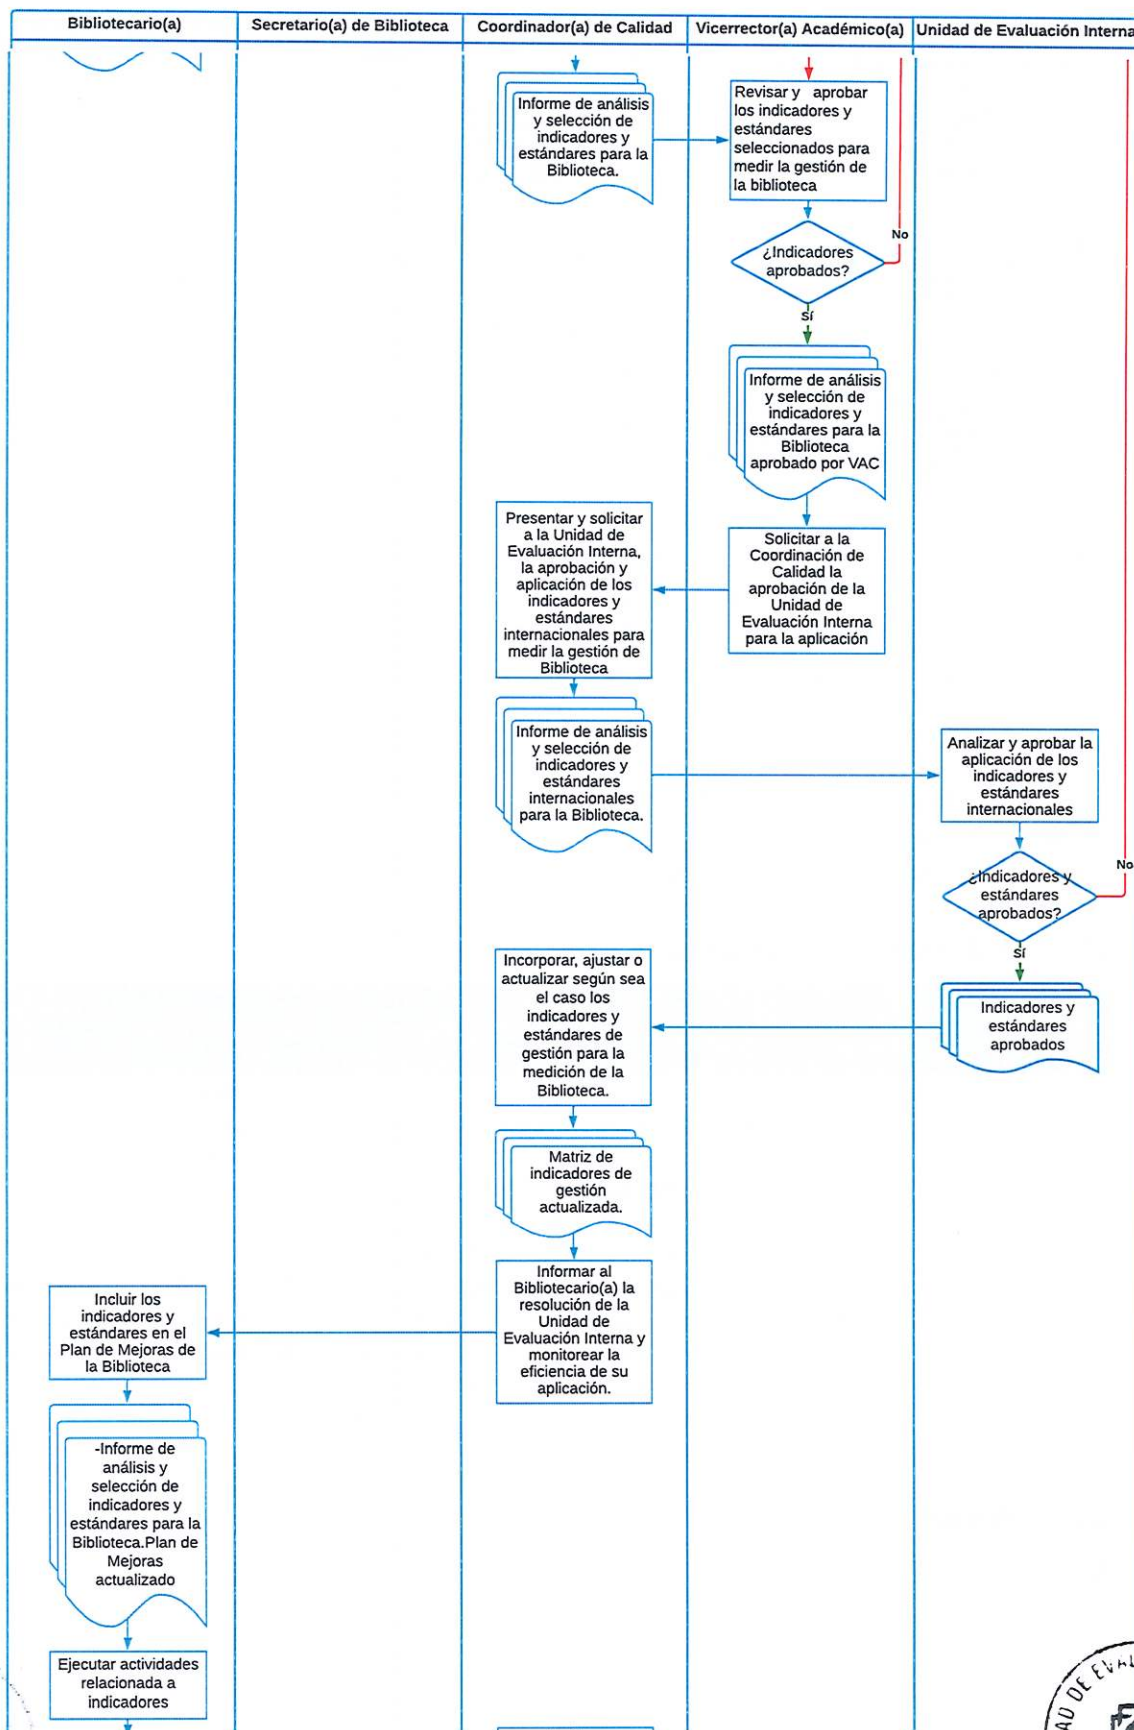 Bibliotecario(a)
Secretario(a) de Biblioteca
Coordinador(a) de Calidad
Vicerrector(a) Académico(a)
Unidad de Evaluación Interna
Informe de análisis
y selección de
indicadores y
estándares para la
Biblioteca.
Revisar y aprobar
los indicadores y
estándares
seleccionados para
medir la gestión de
la biblioteca
¿Indicadores
aprobados?
No
Sí
Informe de análisis
y selección de
indicadores y
estándares para la
Biblioteca
aprobado por VAC
Solicitar a la
Coordinación de
Calidad la
aprobación de la
Unidad de
Evaluación Interna
para la aplicación
Presentar y solicitar
a la Unidad de
Evaluación Interna,
la aprobación y
aplicación de los
indicadores y
estándares
internacionales para
medir la gestión de
Biblioteca
Informe de análisis
y selección de
indicadores y
estándares
internacionales
para la Biblioteca.
Analizar y aprobar la
aplicación de los
indicadores y
estándares
internacionales
¿Indicadores y
estándares
aprobados?
No
Sí
Indicadores y
estándares
aprobados
Incorporar, ajustar o
actualizar según sea
el caso los
indicadores y
estándares de
gestión para la
medición de la
Biblioteca.
Matriz de
indicadores de
gestión
actualizada.
Informar al
Bibliotecario(a) la
resolución de la
Unidad de
Evaluación Interna y
monitorear la
eficiencia de su
aplicación.
Incluir los
indicadores y
estándares en el
Plan de Mejoras de
la Biblioteca
-Informe de
análisis y
selección de
indicadores y
estándares para la
Biblioteca.Plan de
Mejoras
actualizado
Ejecutar actividades
relacionada a
indicadores
AD DE EVAL